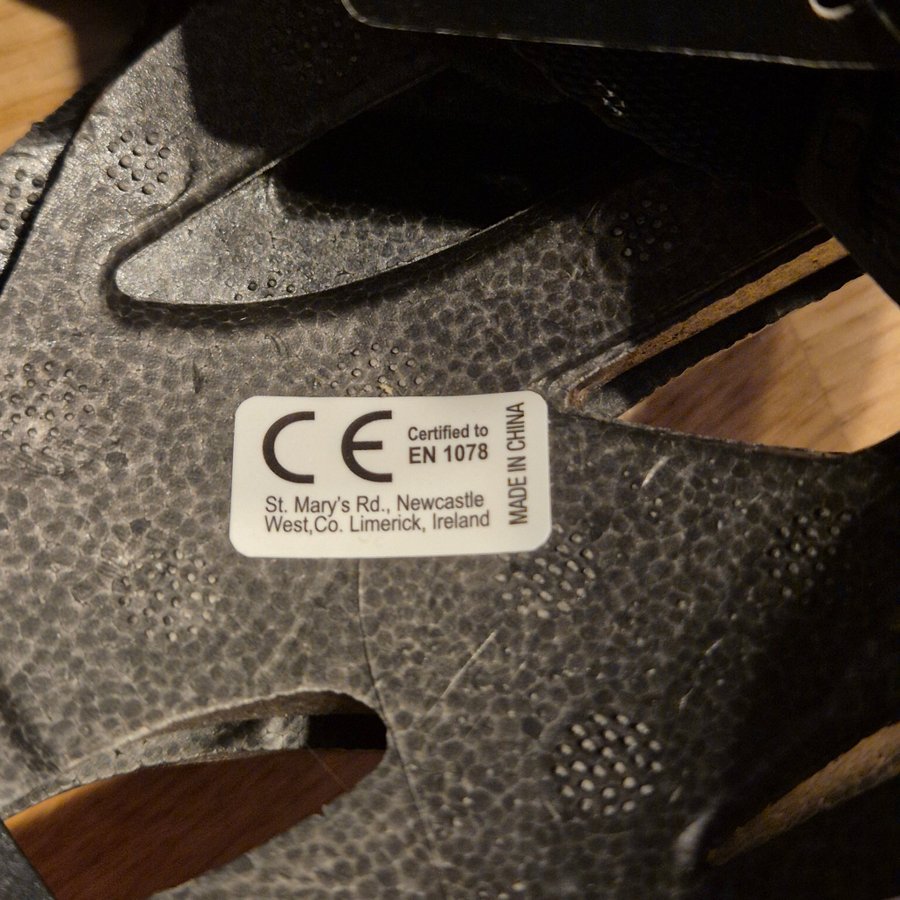 CE
Certified to
EN 1078
St. Mary's Rd., Newcastle
West,Co. Limerick, Ireland
MADE IN CHINA